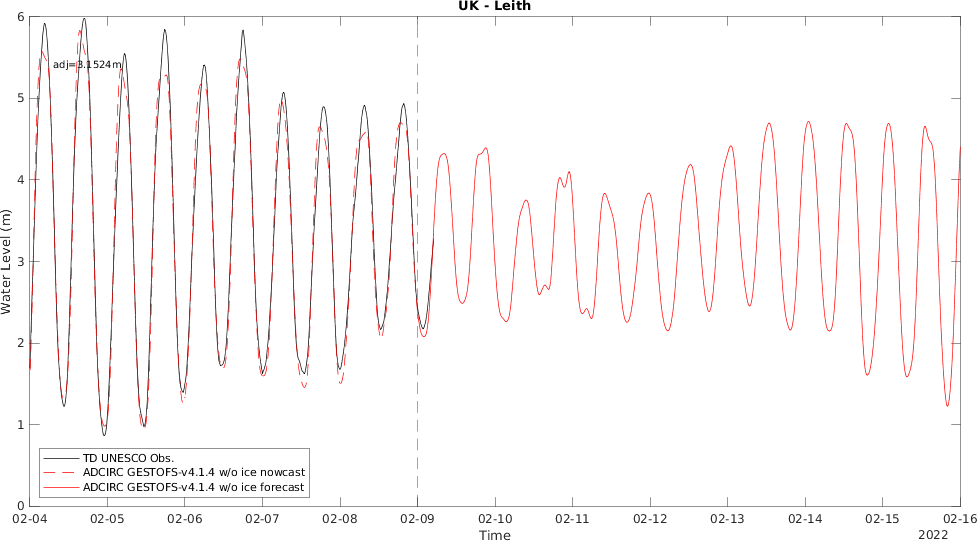 UK - Leith
6
adj=3.1524m
5
4
3
2
1
0
Water Level (m)
TD UNESCO Obs.
ADCIRC GESTOFS-v4.1.4 w/o ice nowcast
ADCIRC GESTOFS-v4.1.4 w/o ice forecast
02-04 02-05 02-06 02-07 02-08 02-09 02-10 02-11 02-12 02-13 02-14 02-15 02-16
Time
2022